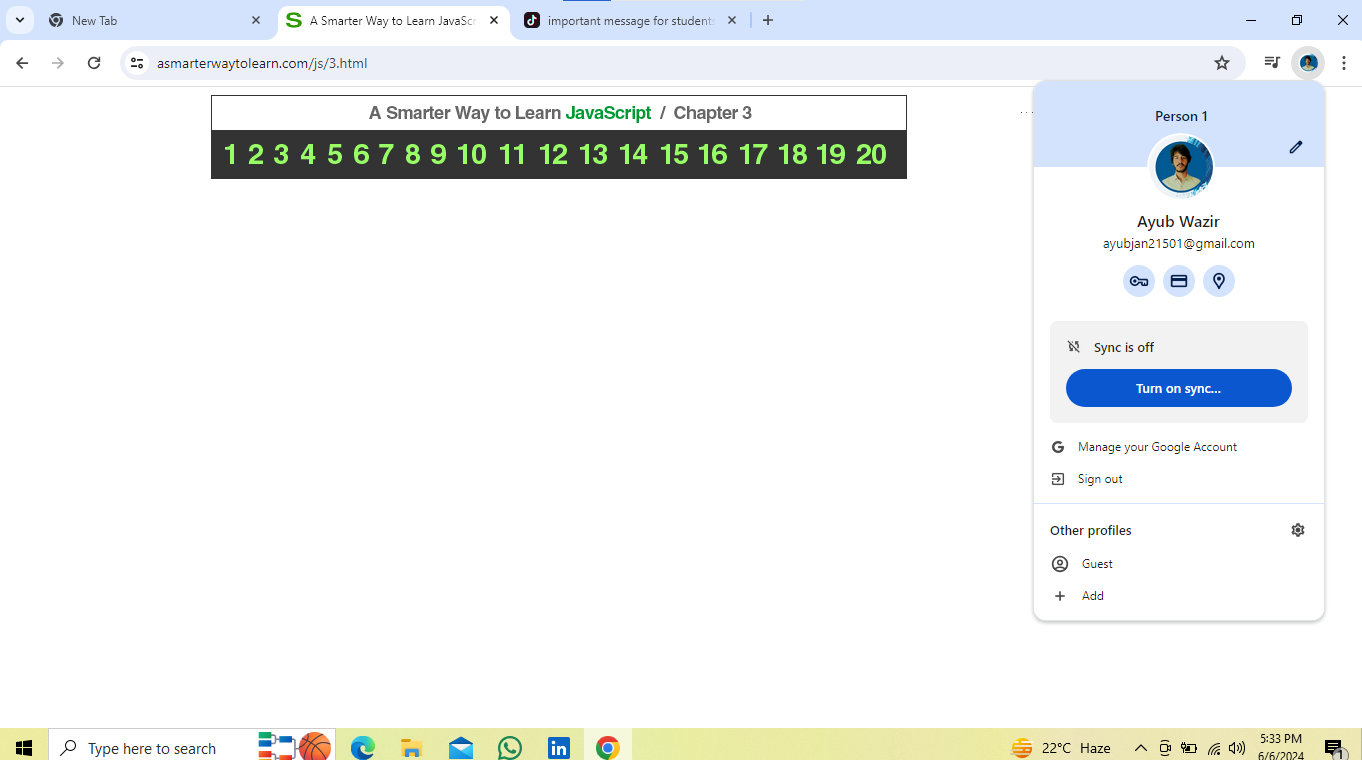 New Tab
A Smarter Way to Learn JavaScr
important message for students
asmarterwaytolearn.com/js/3.html
A Smarter Way to Learn JavaScript / Chapter 3
1 2 3 4 5 6 7 8 9 10 11 12 13 14 15 16 17 18 19 20
Person 1
Ayub Wazir
ayubjan21501@gmail.com
Sync is off
Turn on sync...
Manage your Google Account
Sign out
Other profiles
Guest
Add
Type here to search
22°C Haze
5:33 PM
6/6/2024
1